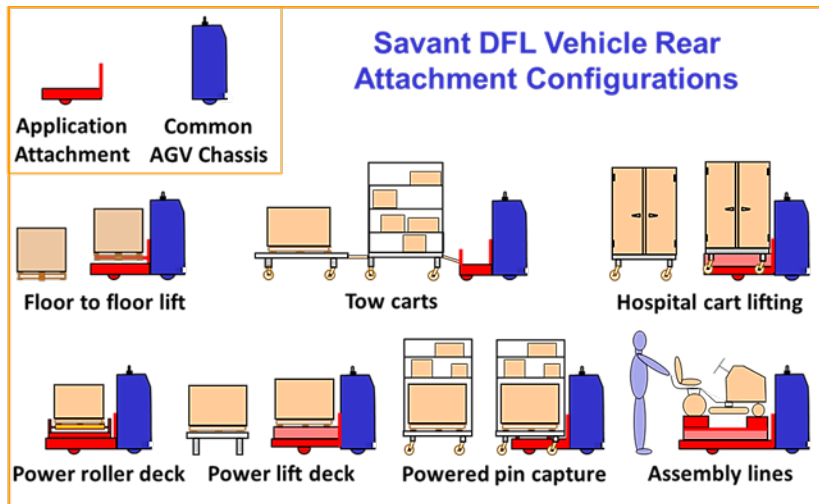 Savant DFL Vehicle Rear
Attachment Configurations
Application
Attachment
Common
AGV Chassis
Floor to floor lift
Tow carts
Hospital cart lifting
Power roller deck
Power lift deck
Powered pin capture
Assembly lines